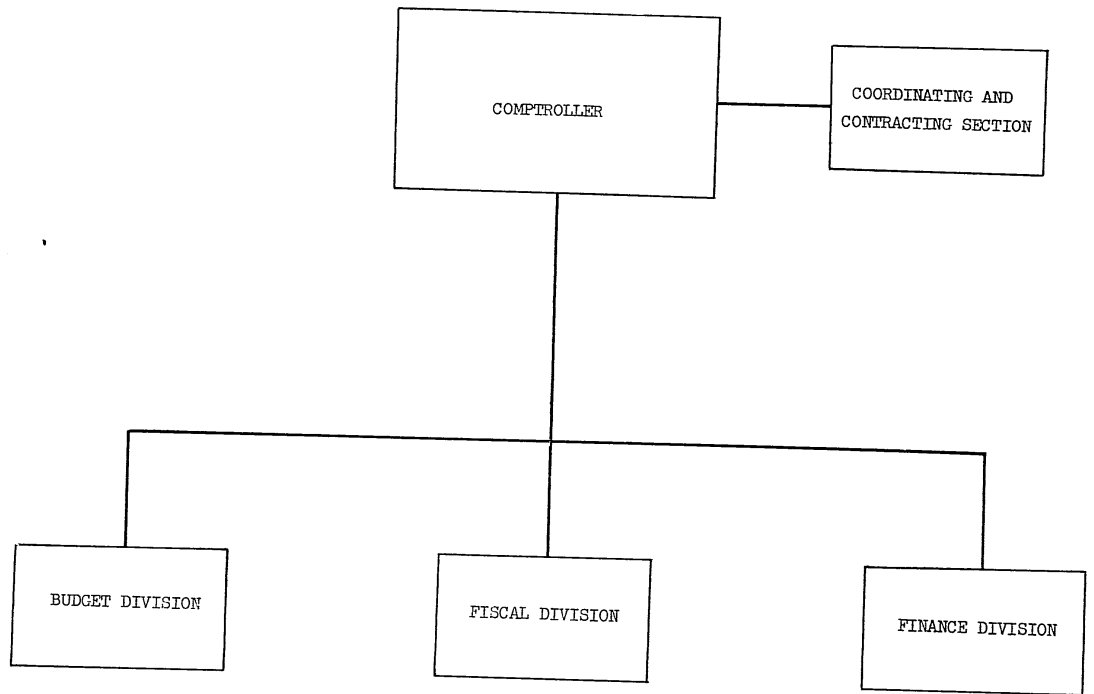 COMPTROLLER
COORDINATING AND
CONTRACTING SECTION
BUDGET DIVISION
FISCAL DIVISION
FINANCE DIVISION